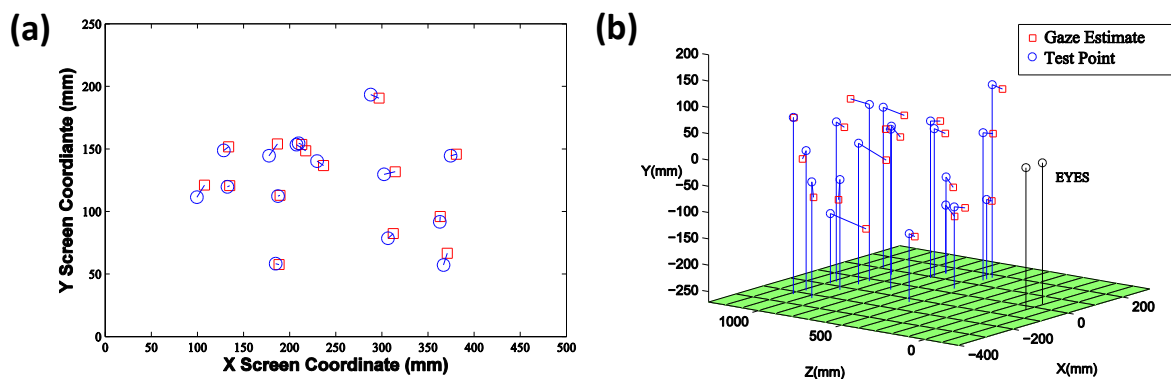 (a)
250
200
150
100
50
0
0 50 100 150 200 250 300 350 400 450 500
Y Screen Coordiante (mm)
X Screen Coordinate (mm)
(b)
Gaze Estimate
Test Point
200
150
100
50
0
−50
−100
−150
−200
−250
Y(mm)
EYES
1000
500
0
Z(mm)
−400
−200
0
200
X(mm)